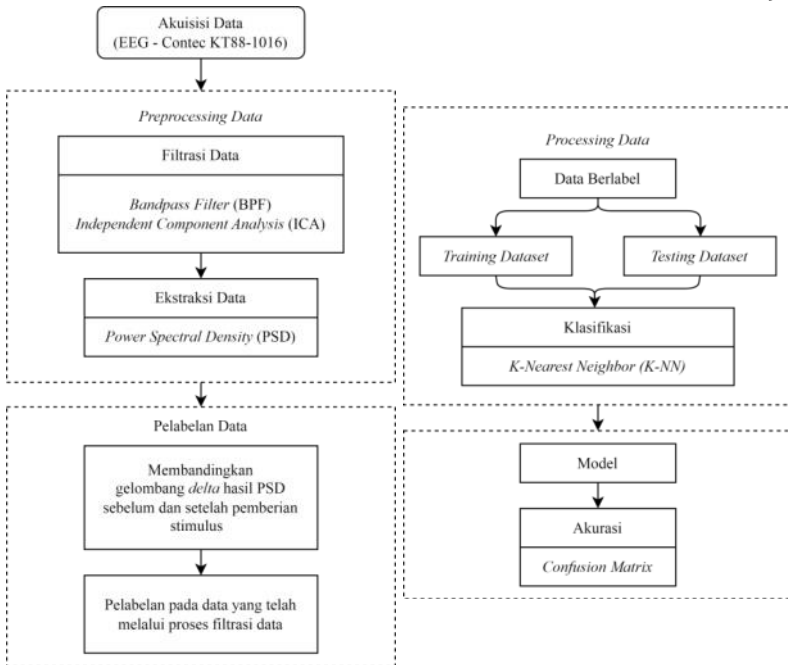 Akuisisi Data
(EEG - Contec KT88-1016)
Preprocessing Data
Filtrasi Data
Bandpass Filter (BPF)
Independent Component Analysis (ICA)
Ekstraksi Data
Power Spectral Density (PSD)
Pelabelan Data
Membandingkan
gelombang delta hasil PSD
sebelum dan setelah pemberian
stimulus
Pelabelan pada data yang telah
melalui proses filtrasi data
Processing Data
Data Berlabel
Training Dataset
Testing Dataset
Klasifikasi
K-Nearest Neighbor (K-NN)
Model
Akurasi
Confusion Matrix